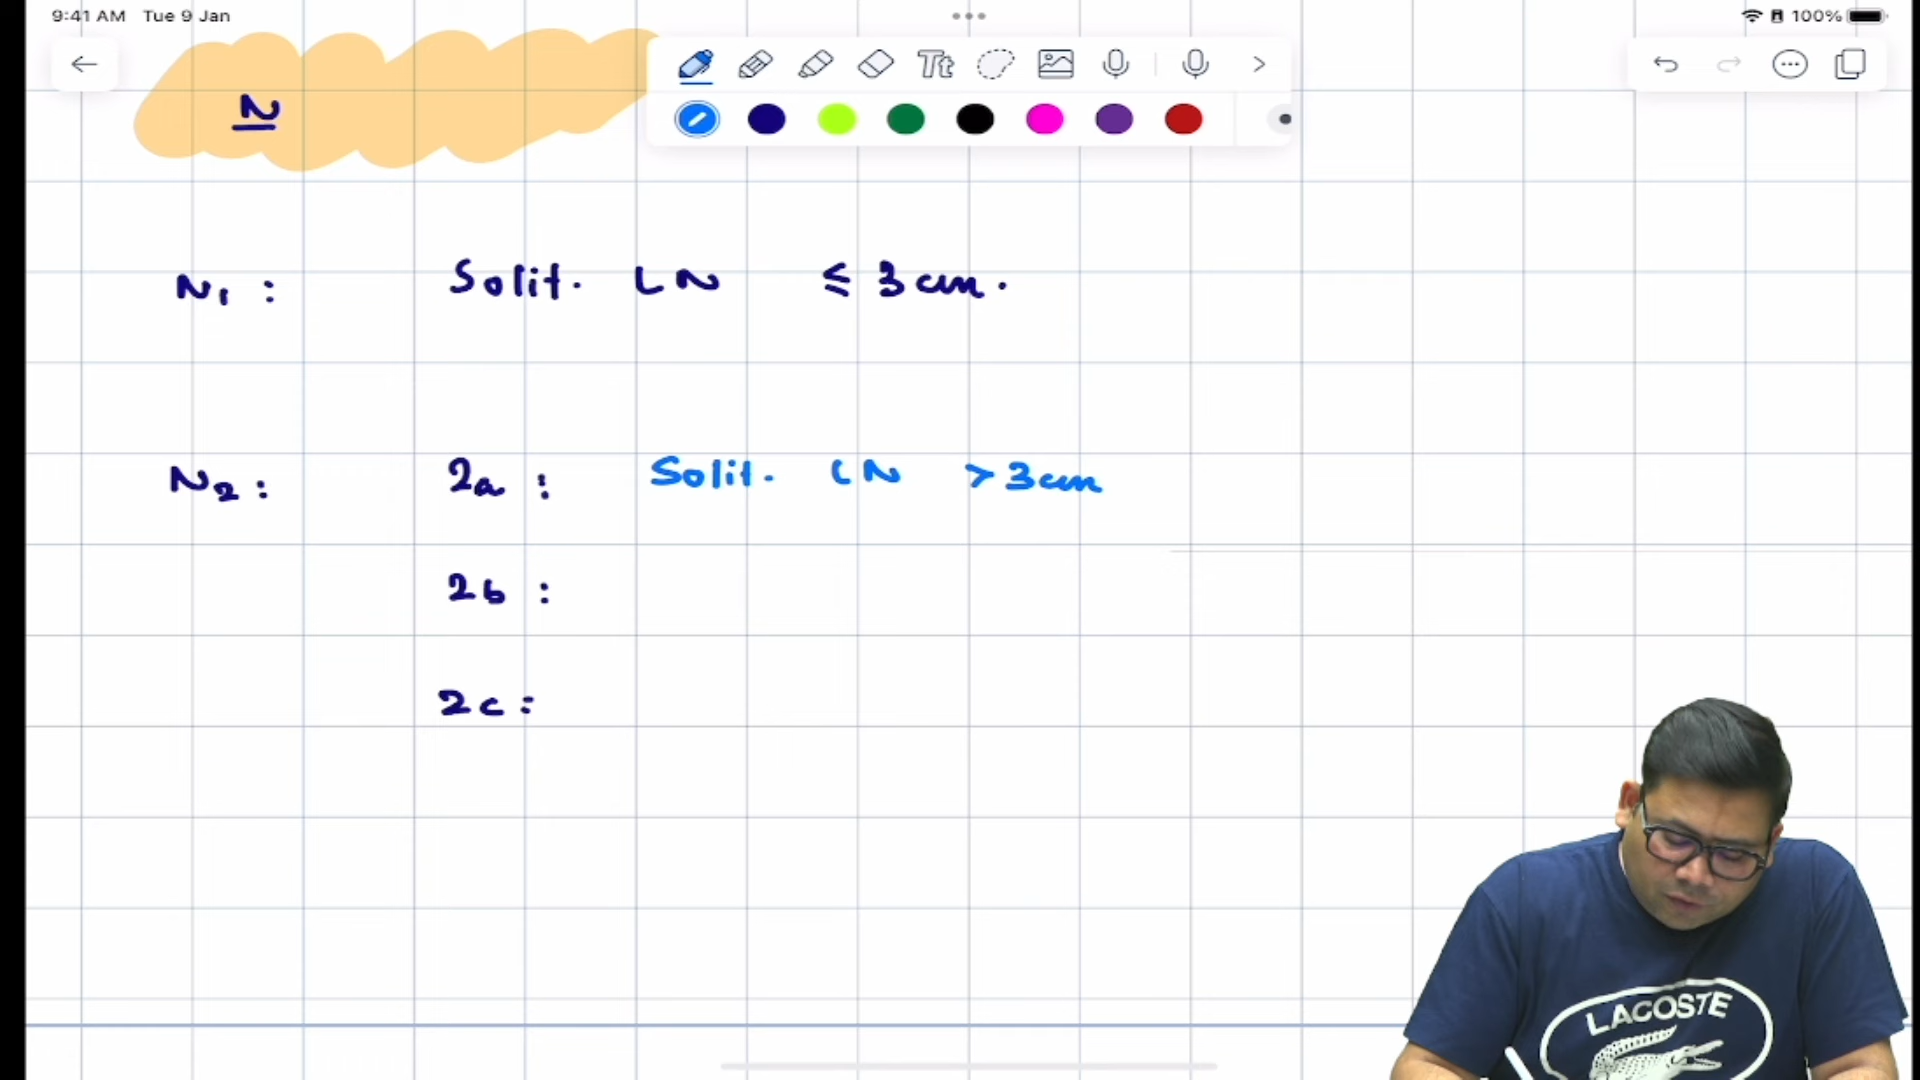 9:41 AM Tue 9 Jan
100%
Tt
N
N1 : Solit. LN ≤ 3cm.
N2 : 2a : Solit. LN > 3cm
2b :
2c :
LACOSTE